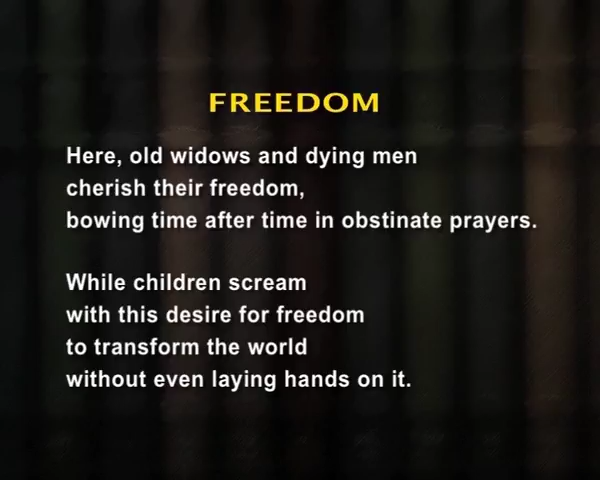 FREEDOM
Here, old widows and dying men
cherish their freedom,
bowing time after time in obstinate prayers.
While children scream
with this desire for freedom
to transform the world
without even laying hands on it.